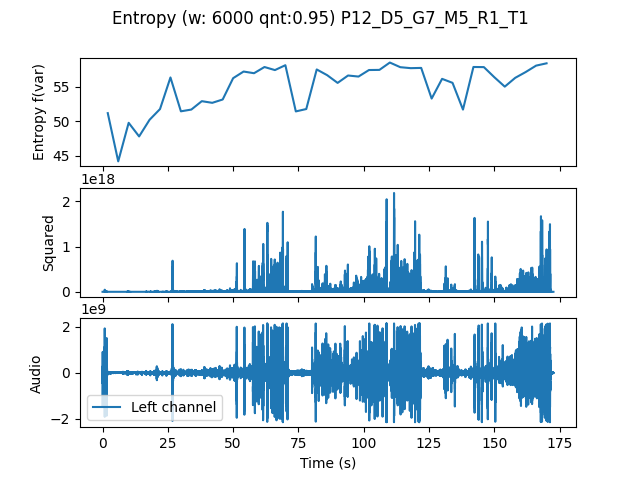 Entropy (w: 6000 qnt:0.95) P12_D5_G7_M5_R1_T1
Entropy f(var)
55
50
45
1e18
Squared
2
1
0
1e9
Audio
2
0
−2
Left channel
0
25
50
75
100
125
150
175
Time (s)